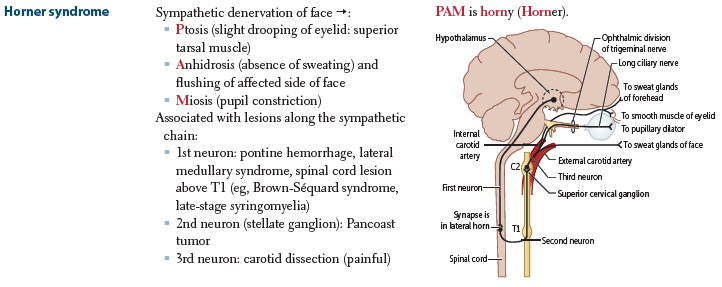 Horner syndrome
Sympathetic denervation of face →:
▪ Ptosis (slight drooping of eyelid: superior
tarsal muscle)
▪ Anhidrosis (absence of sweating) and
flushing of affected side of face
▪ Miosis (pupil constriction)
Associated with lesions along the sympathetic
chain:
▪ 1st neuron: pontine hemorrhage, lateral
medullary syndrome, spinal cord lesion
above T1 (eg, Brown-Séquard syndrome,
late-stage syringomyelia)
▪ 2nd neuron (stellate ganglion): Pancoast
tumor
▪ 3rd neuron: carotid dissection (painful)
PAM is horny (Horner).
Hypothalamus
Ophthalmic division
of trigeminal nerve
Long ciliary nerve
To sweat glands
of forehead
To smooth muscle of eyelid
To pupillary dilator
To sweat glands of face
Internal
carotid
artery
External carotid artery
C2
Third neuron
First neuron
Superior cervical ganglion
Synapse is
in lateral horn
T1
Second neuron
Spinal cord